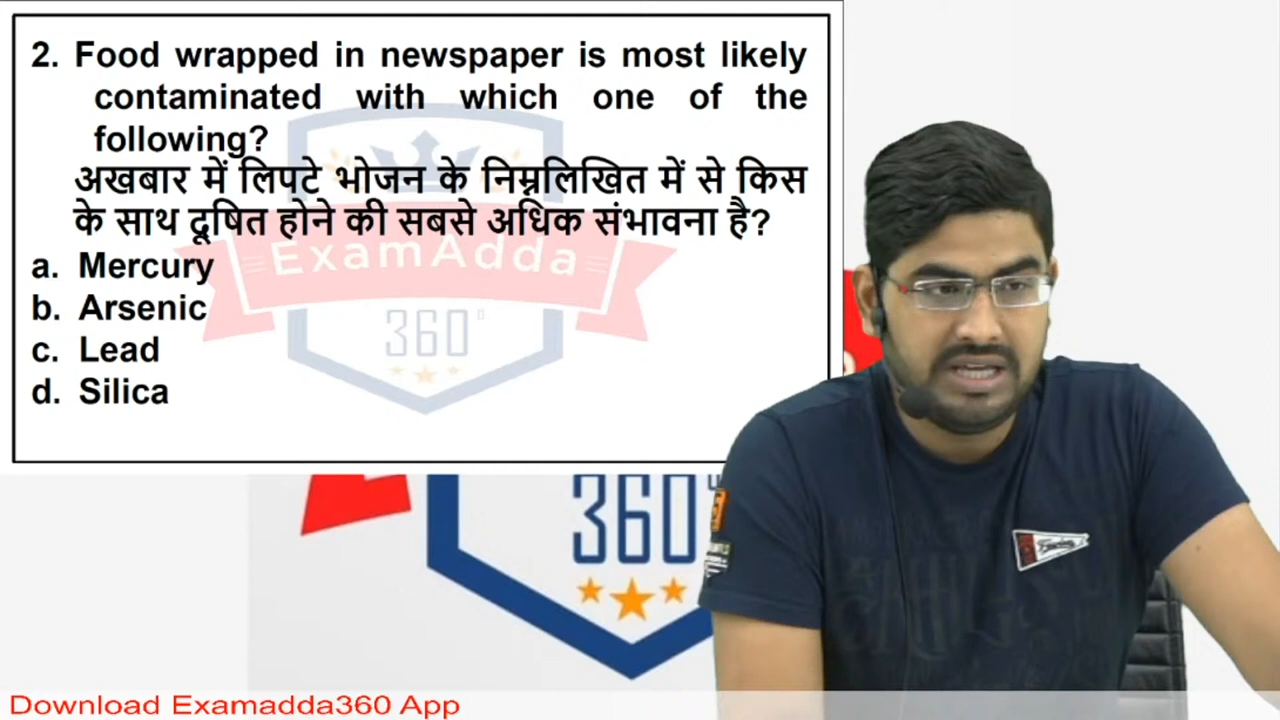 2. Food wrapped in newspaper is most likely
contaminated with which one of the
following?
अखबार में लिपटे भोजन के निम्नलिखित में से किस
के साथ दूषित होने की सबसे अधिक संभावना है?
ExamAdda
a. Mercury
b. Arsenic
360°
c. Lead
d. Silica
360
Download Examadda360 App